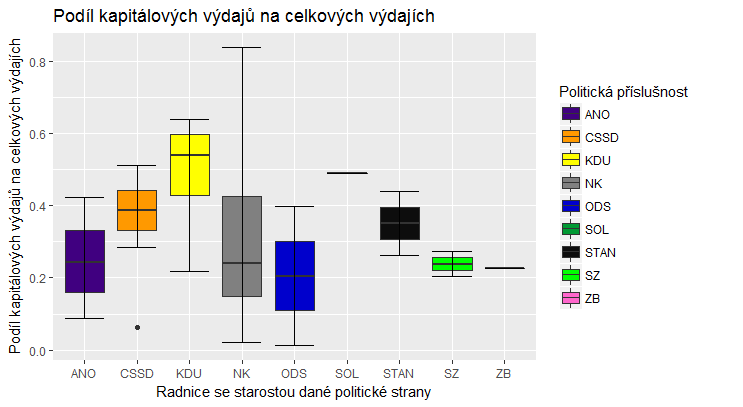 Podíl kapitálových výdajů na celkových výdajích
Podíl kapitálových výdajů na celkových výdajích
0.8
0.6
0.4
0.2
0.0
ANO CSSD KDU NK ODS SOL STAN SZ ZB
Radnice se starostou dané politické strany
Politická příslušnost
ANO
CSSD
KDU
NK
ODS
SOL
STAN
SZ
ZB